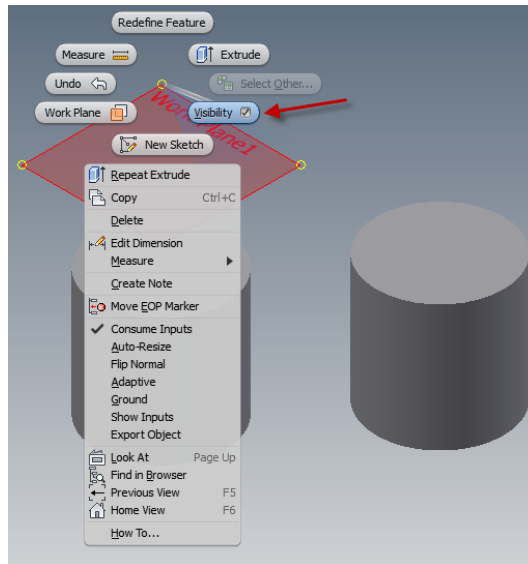 Redefine Feature
Measure
Extrude
Undo
Select Other...
Work Plane
Visibility
Work Plane1
New Sketch
Repeat Extrude
Copy Ctrl+C
Delete
Edit Dimension
Measure
Create Note
Move EOP Marker
Consume Inputs
Auto-Resize
Flip Normal
Adaptive
Ground
Show Inputs
Export Object
Look At Page Up
Find in Browser
Previous View F5
Home View F6
How To...